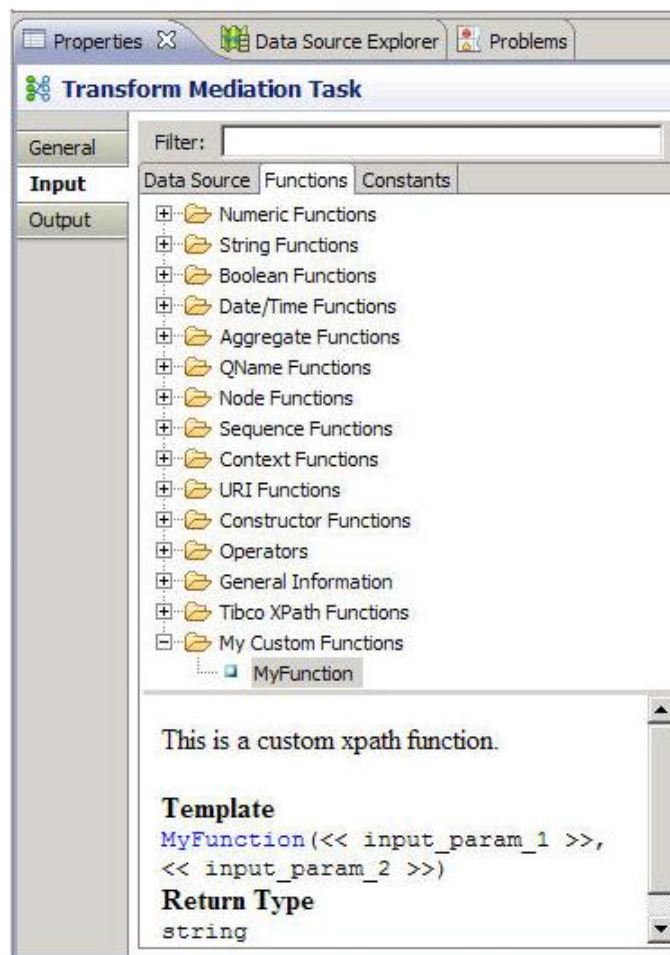 Properties Data Source Explorer Problems
Transform Mediation Task
General
Input
Output
Filter:
Data Source Functions Constants
Numeric Functions
String Functions
Boolean Functions
Date/Time Functions
Aggregate Functions
QName Functions
Node Functions
Sequence Functions
Context Functions
URI Functions
Constructor Functions
Operators
General Information
Tibco XPath Functions
My Custom Functions
MyFunction
This is a custom xpath function.
Template
MyFunction(<< input_param_1 >>,
<< input_param_2 >>)
Return Type
string